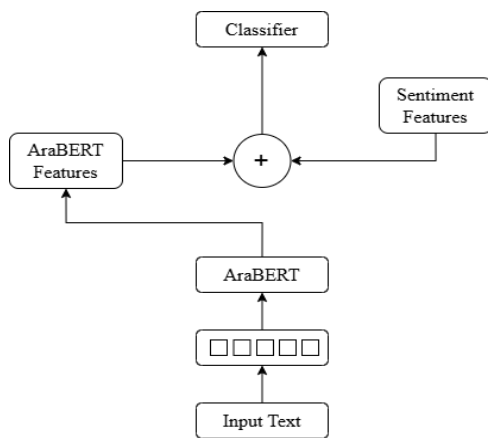 Classifier
Sentiment
Features
AraBERT
Features
+
AraBERT
Input Text